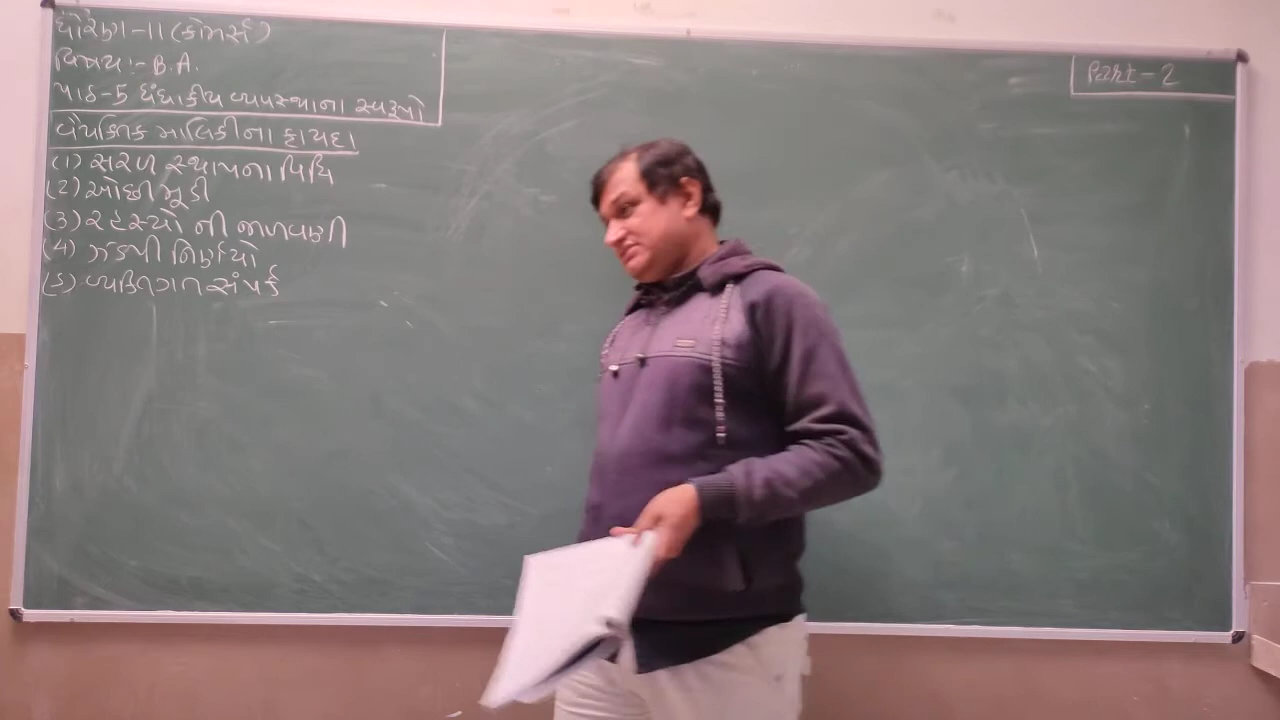 ધોરણ-11 (કોમર્સ)
વિષય:- B.A.
પાઠ-5 ધંધાકીય વ્યવસ્થાના સ્વરૂપો
વૈયક્તિક માલિકીના ફાયદા
(1) સરળ સ્થાપના વિધિ
(2) ઓછી મૂડી
(3) રહસ્યો ની જાળવણી
(4) ઝડપી નિર્ણયો
(5) વ્યક્તિગત સંપર્ક
Part-2